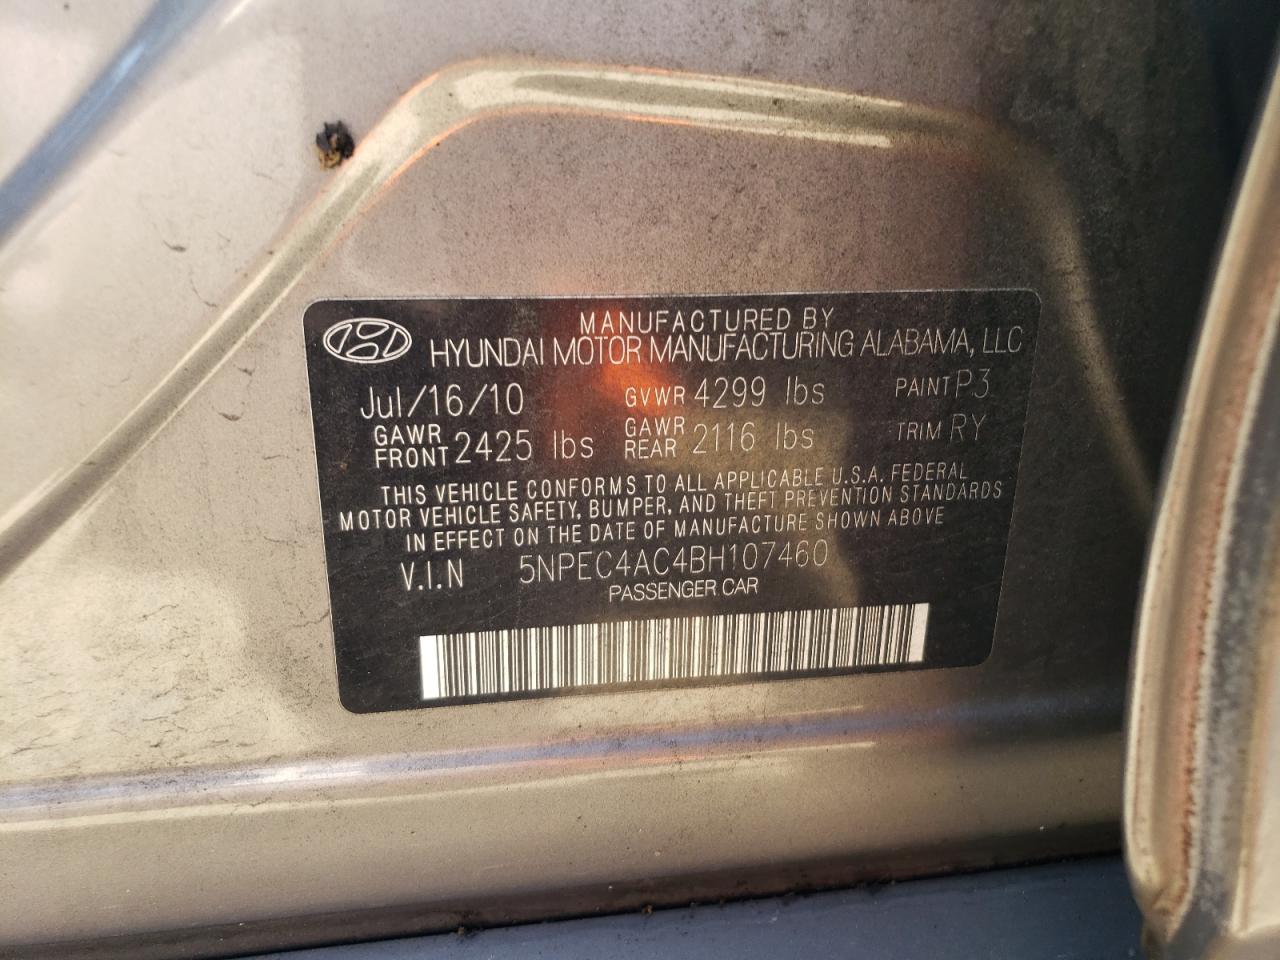 MANUFACTURED BY
HYUNDAI MOTOR MANUFACTURING ALABAMA, LLC
Jul/16/10 GVWR 4299 lbs PAINT P3
GAWR FRONT 2425 lbs GAWR REAR 2116 lbs TRIM RY
THIS VEHICLE CONFORMS TO ALL APPLICABLE U.S.A. FEDERAL
MOTOR VEHICLE SAFETY, BUMPER, AND THEFT PREVENTION STANDARDS
IN EFFECT ON THE DATE OF MANUFACTURE SHOWN ABOVE
V.I.N 5NPEC4AC4BH107460
PASSENGER CAR